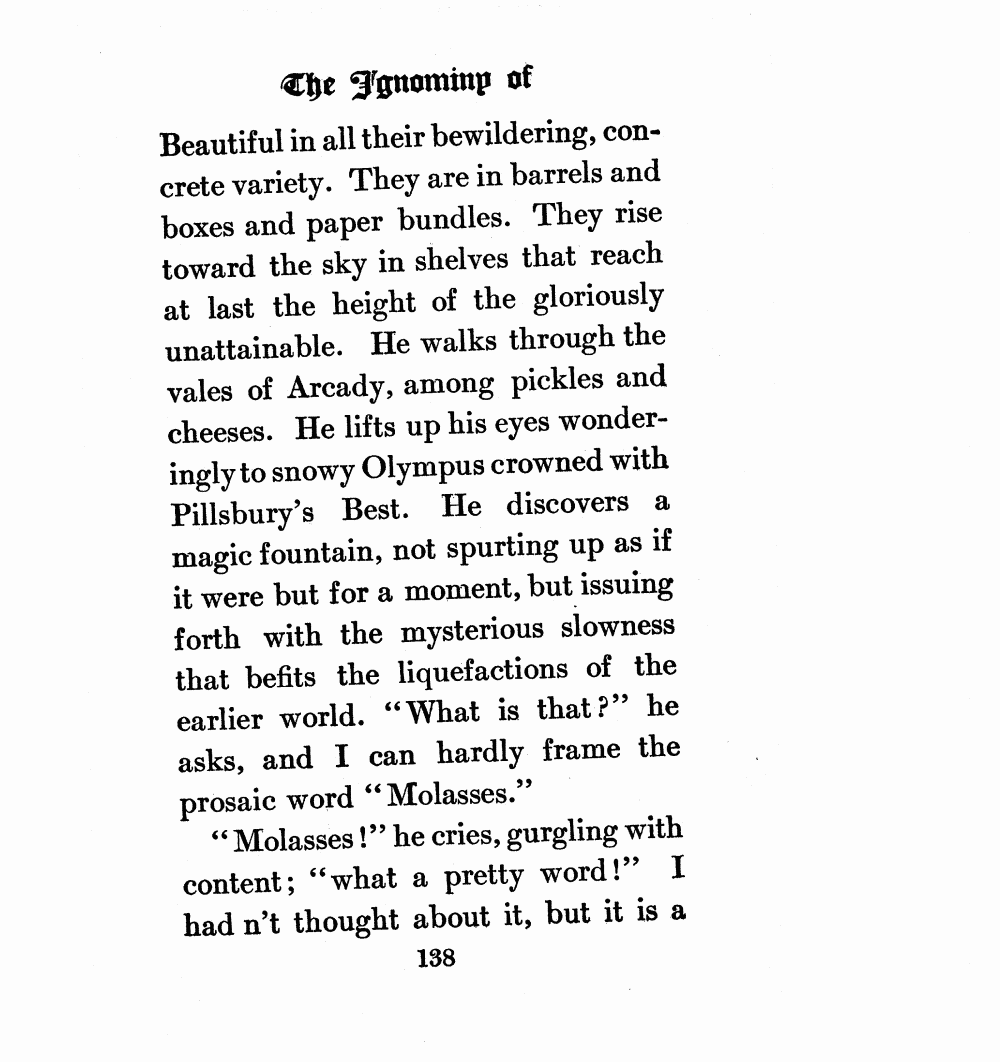 The Ignominy of
Beautiful in all their bewildering, con-
crete variety. They are in barrels and
boxes and paper bundles. They rise
toward the sky in shelves that reach
at last the height of the gloriously
unattainable. He walks through the
vales of Arcady, among pickles and
cheeses. He lifts up his eyes wonder-
ingly to snowy Olympus crowned with
Pillsbury's Best. He discovers a
magic fountain, not spurting up as if
it were but for a moment, but issuing
forth with the mysterious slowness
that befits the liquefactions of the
earlier world. “What is that?” he
asks, and I can hardly frame the
prosaic word “Molasses.”
“Molasses!” he cries, gurgling with
content; “what a pretty word!” I
had n't thought about it, but it is a
138